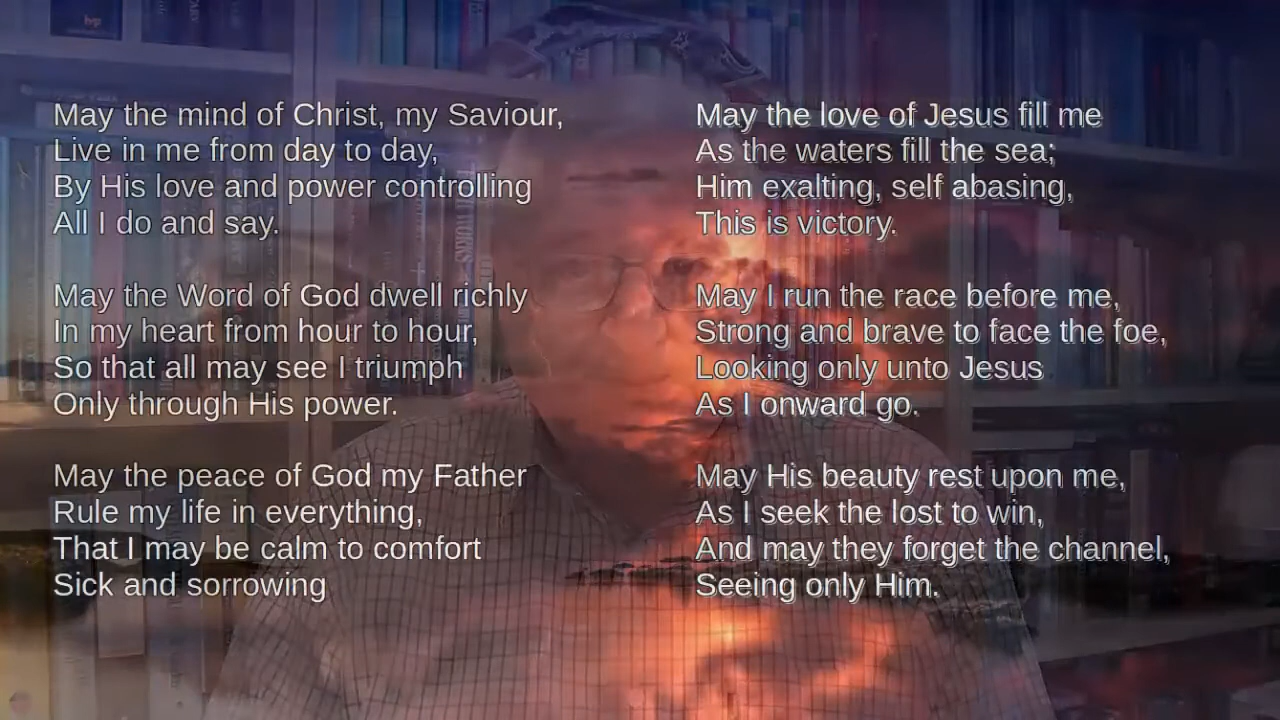 May the mind of Christ, my Saviour,
Live in me from day to day,
By His love and power controlling
All I do and say.
May the Word of God dwell richly
In my heart from hour to hour,
So that all may see I triumph
Only through His power.
May the peace of God my Father
Rule my life in everything,
That I may be calm to comfort
Sick and sorrowing
May the love of Jesus fill me
As the waters fill the sea;
Him exalting, self abasing,
This is victory.
May I run the race before me,
Strong and brave to face the foe,
Looking only unto Jesus
As I onward go.
May His beauty rest upon me,
As I seek the lost to win,
And may they forget the channel,
Seeing only Him.